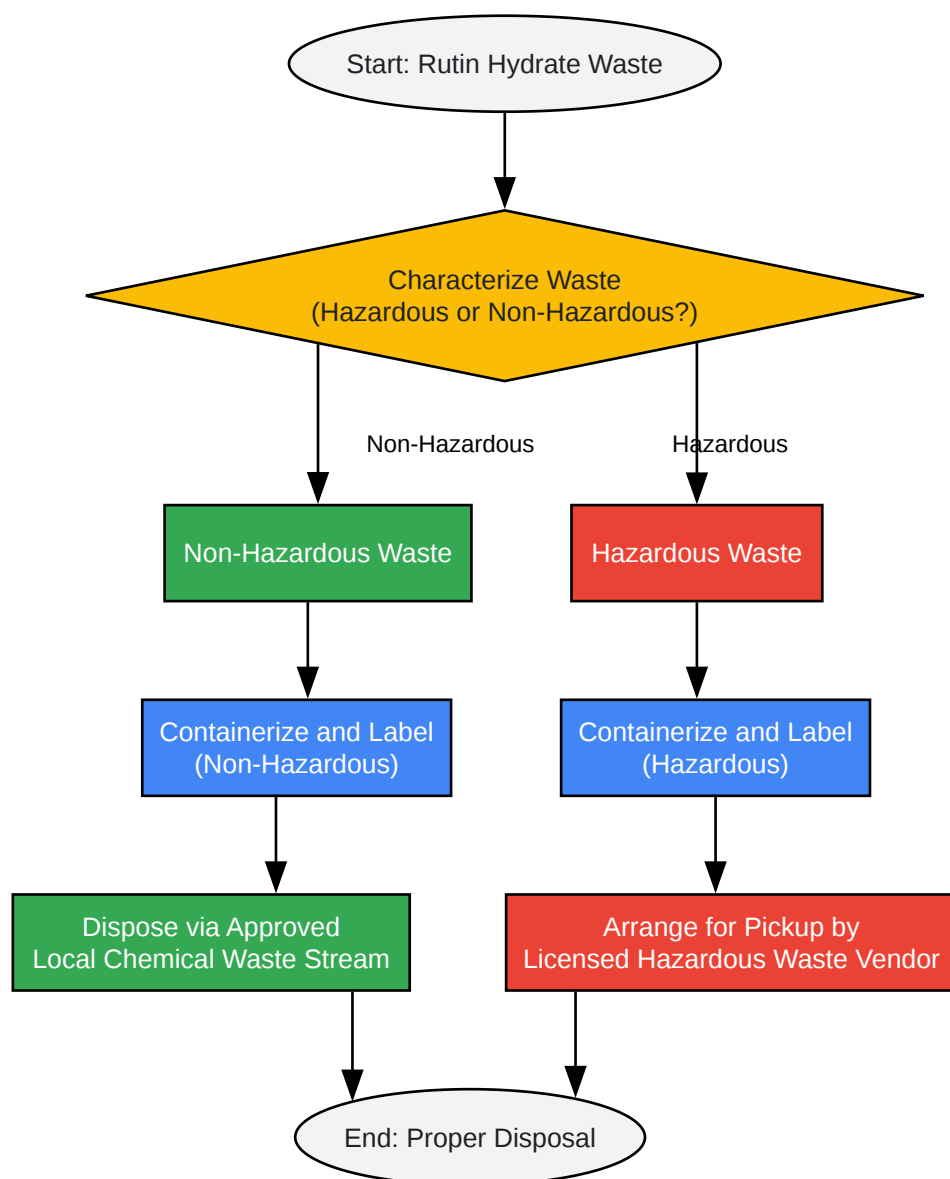 Start: Rutin Hydrate Waste
Characterize Waste
(Hazardous or Non-Hazardous?)
Non-Hazardous
Hazardous
Non-Hazardous Waste
Hazardous Waste
Containerize and Label
(Non-Hazardous)
Containerize and Label
(Hazardous)
Dispose via Approved
Local Chemical Waste Stream
Arrange for Pickup by
Licensed Hazardous Waste Vendor
End: Proper Disposal